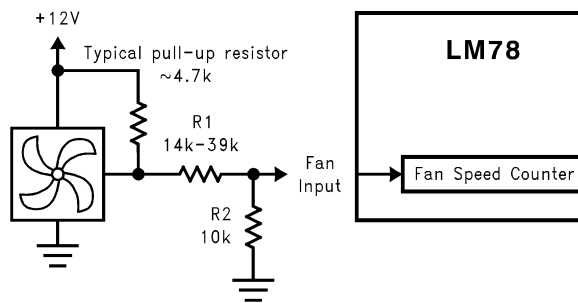 +12V
Typical pull-up resistor
~4.7k
R1
14k-39k
Fan
Input
R2
10k
LM78
Fan Speed Counter